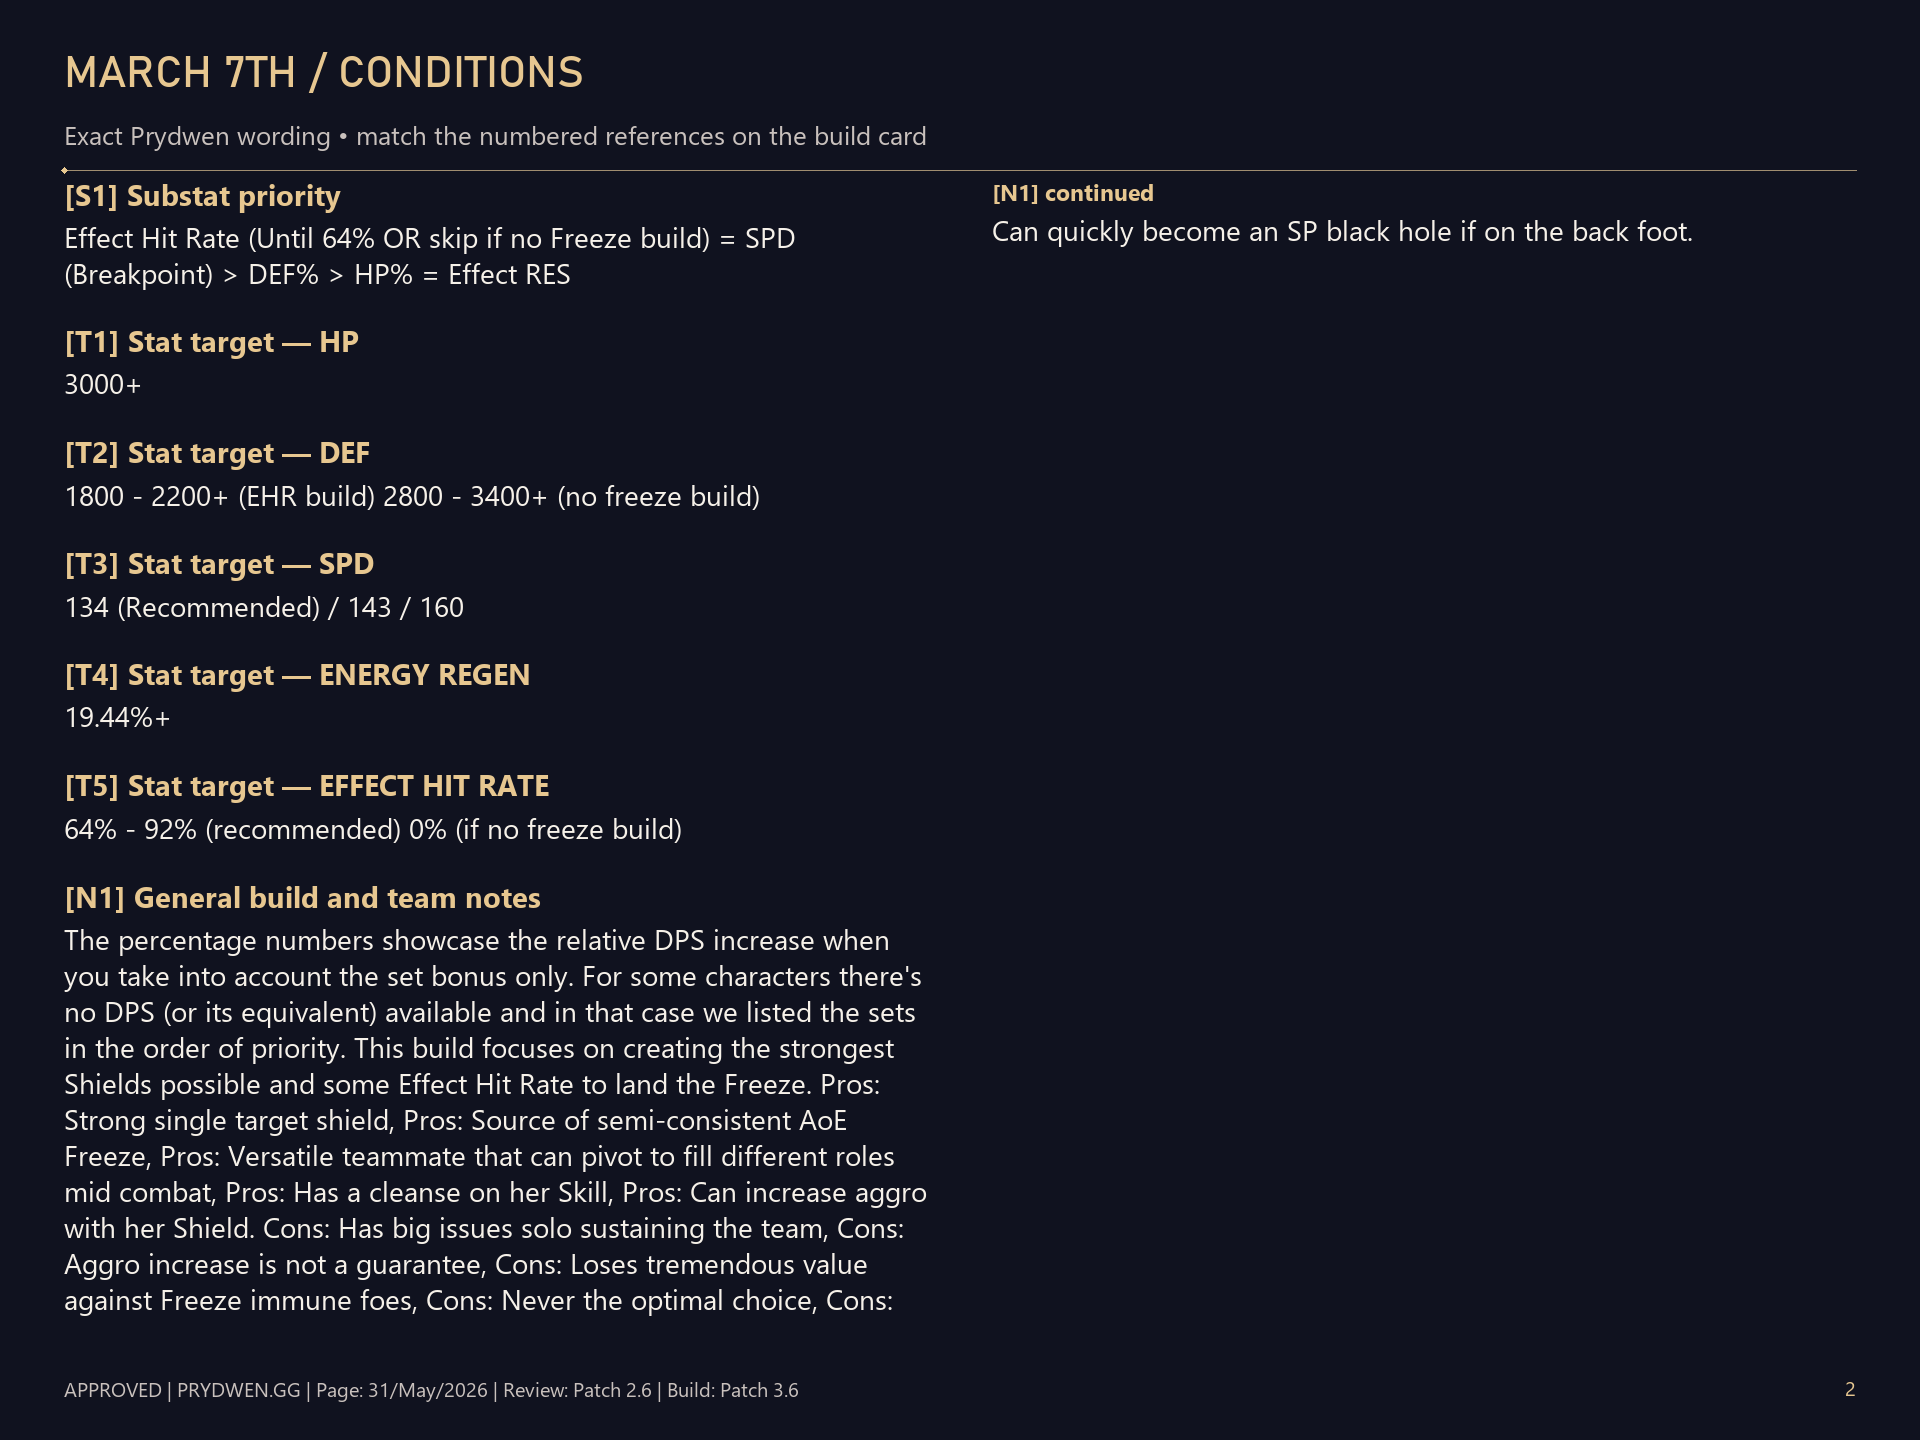 MARCH 7TH / CONDITIONS
Exact Prydwen wording • match the numbered references on the build card
[S1] Substat priority
Effect Hit Rate (Until 64% OR skip if no Freeze build) = SPD
(Breakpoint) > DEF% > HP% = Effect RES
[T1] Stat target — HP
3000+
[T2] Stat target — DEF
1800 - 2200+ (EHR build) 2800 - 3400+ (no freeze build)
[T3] Stat target — SPD
134 (Recommended) / 143 / 160
[T4] Stat target — ENERGY REGEN
19.44%+
[T5] Stat target — EFFECT HIT RATE
64% - 92% (recommended) 0% (if no freeze build)
[N1] General build and team notes
The percentage numbers showcase the relative DPS increase when
you take into account the set bonus only. For some characters there's
no DPS (or its equivalent) available and in that case we listed the sets
in the order of priority. This build focuses on creating the strongest
Shields possible and some Effect Hit Rate to land the Freeze. Pros:
Strong single target shield, Pros: Source of semi-consistent AoE
Freeze, Pros: Versatile teammate that can pivot to fill different roles
mid combat, Pros: Has a cleanse on her Skill, Pros: Can increase aggro
with her Shield. Cons: Has big issues solo sustaining the team, Cons:
Aggro increase is not a guarantee, Cons: Loses tremendous value
against Freeze immune foes, Cons: Never the optimal choice, Cons:
[N1] continued
Can quickly become an SP black hole if on the back foot.
APPROVED | PRYDWEN.GG | Page: 31/May/2026 | Review: Patch 2.6 | Build: Patch 3.6
2